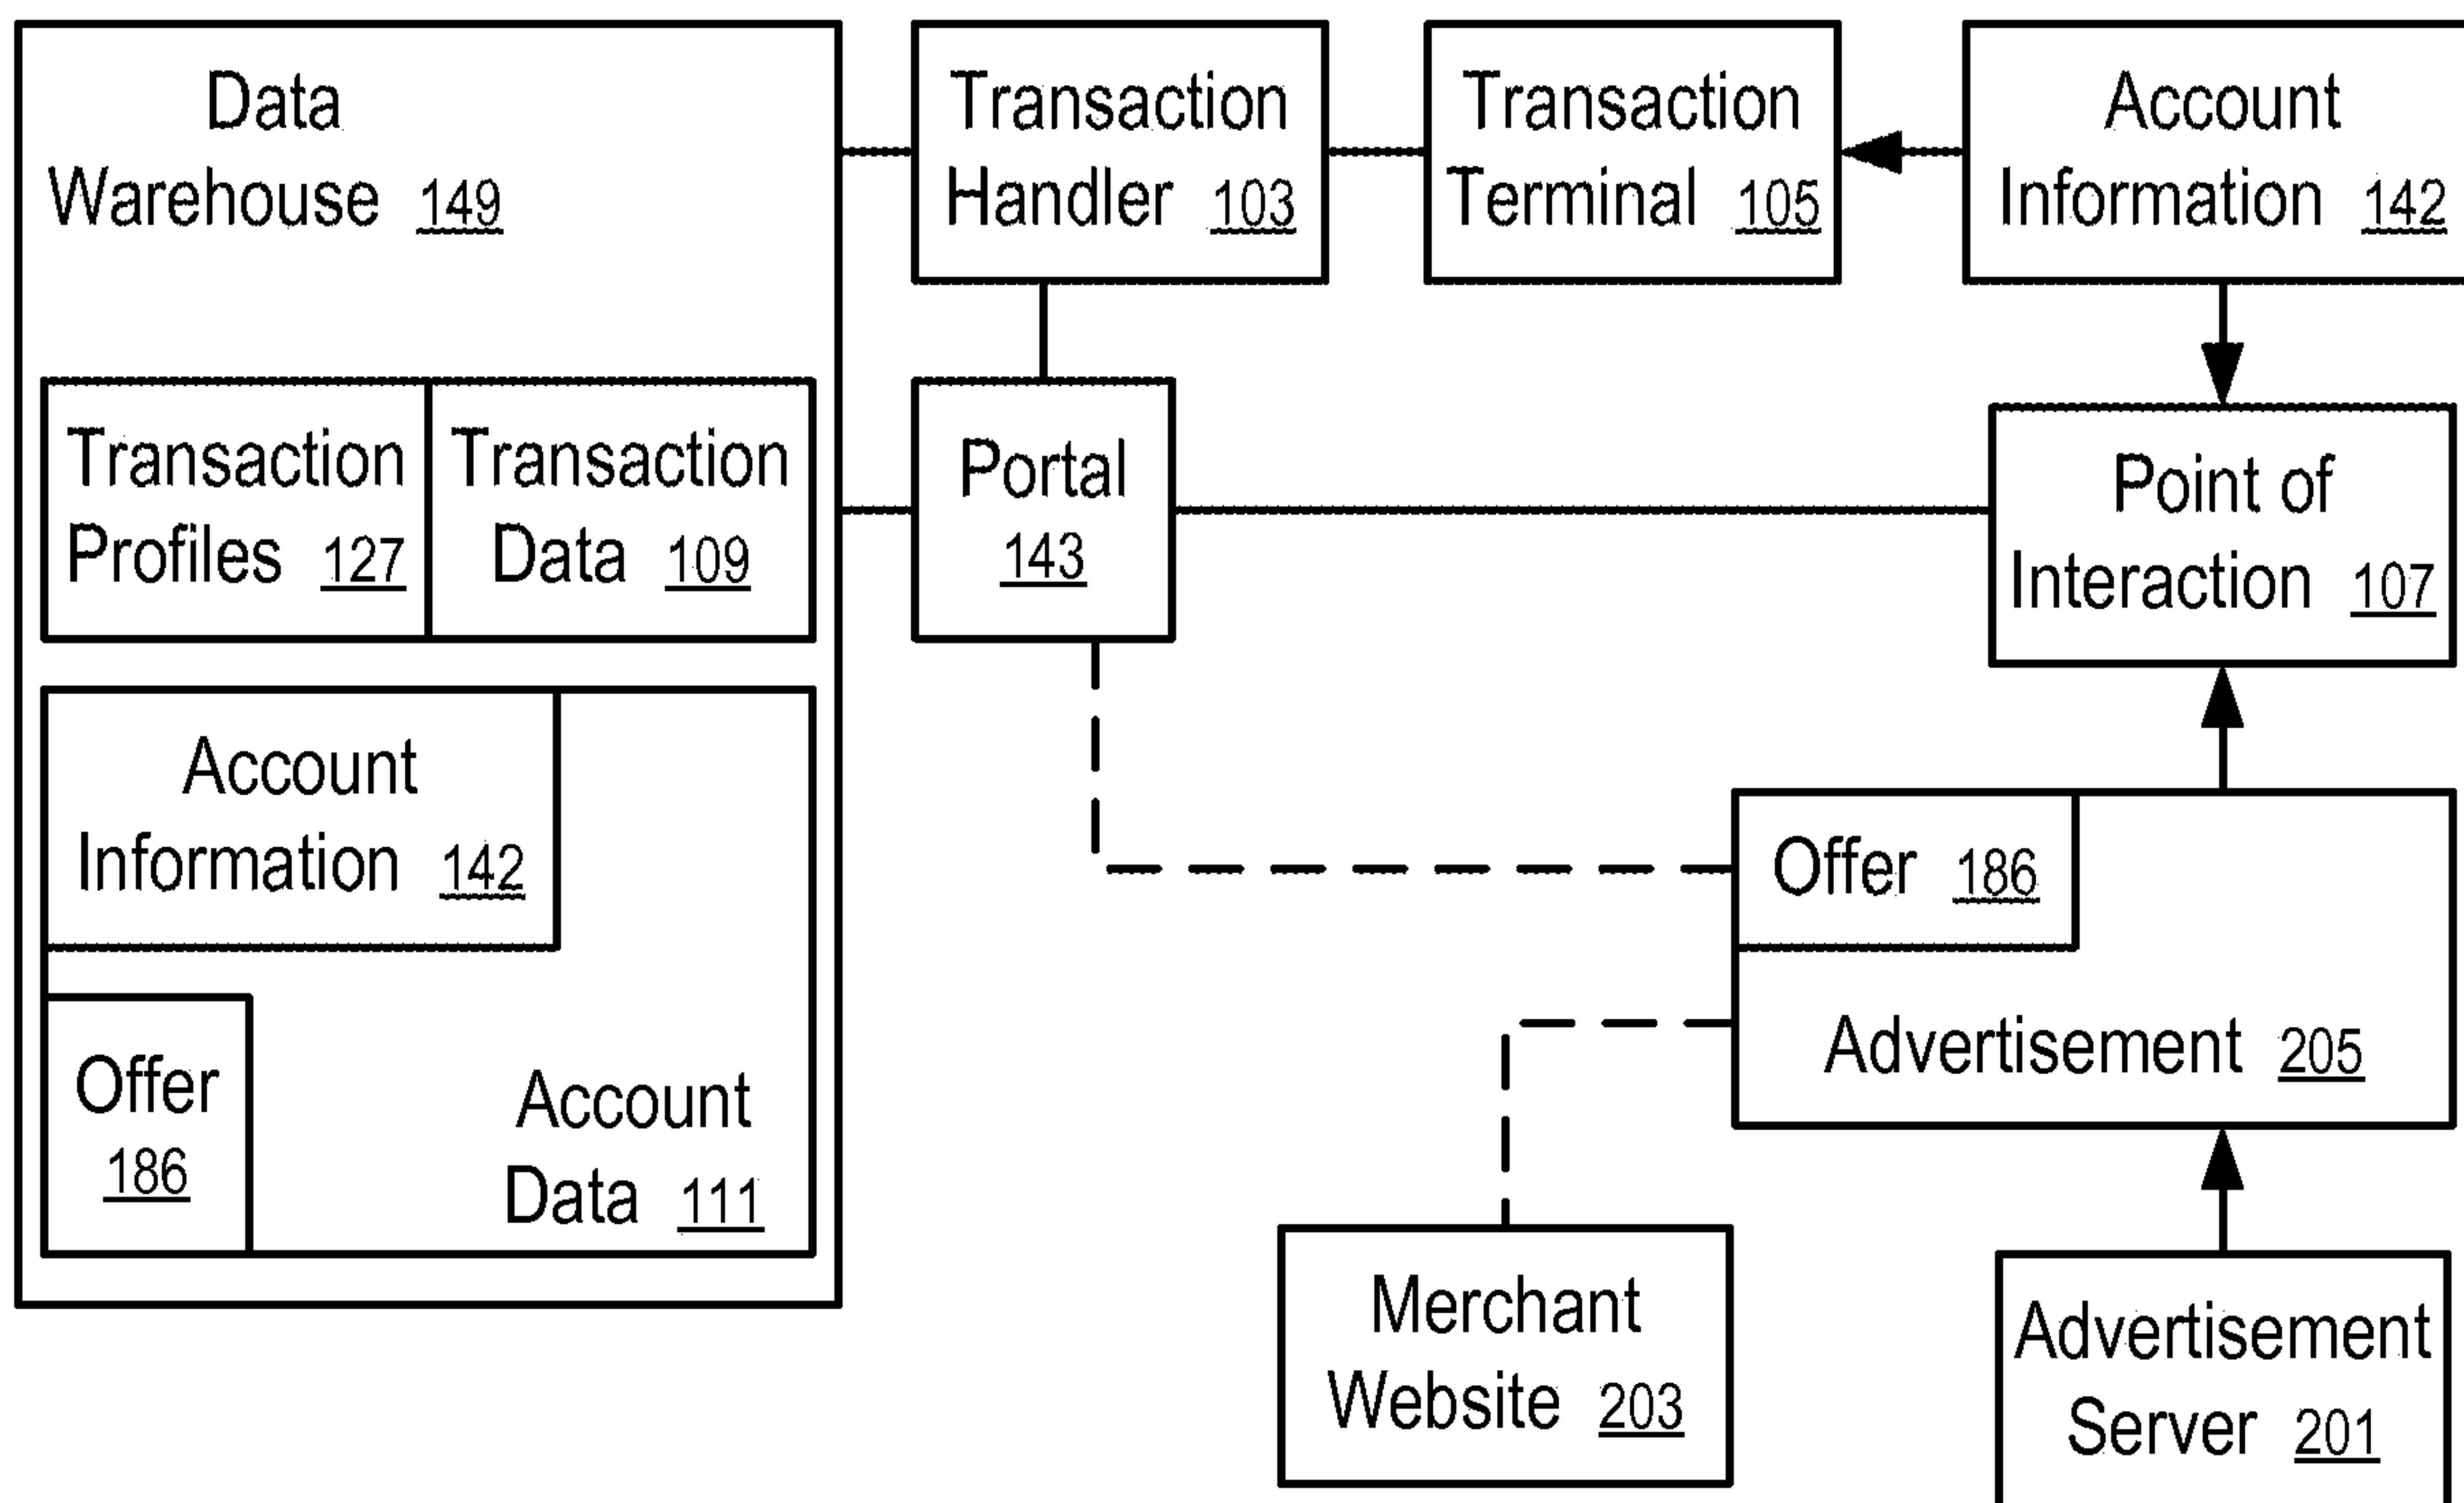 Data
Warehouse 149
Transaction
Handler 103
Transaction
Terminal 105
Account
Information 142
Transaction
Profiles 127
Transaction
Data 109
Portal
143
Point of
Interaction 107
Account
Information 142
Offer 186
Advertisement 205
Offer
186
Account
Data 111
Merchant
Website 203
Advertisement
Server 201